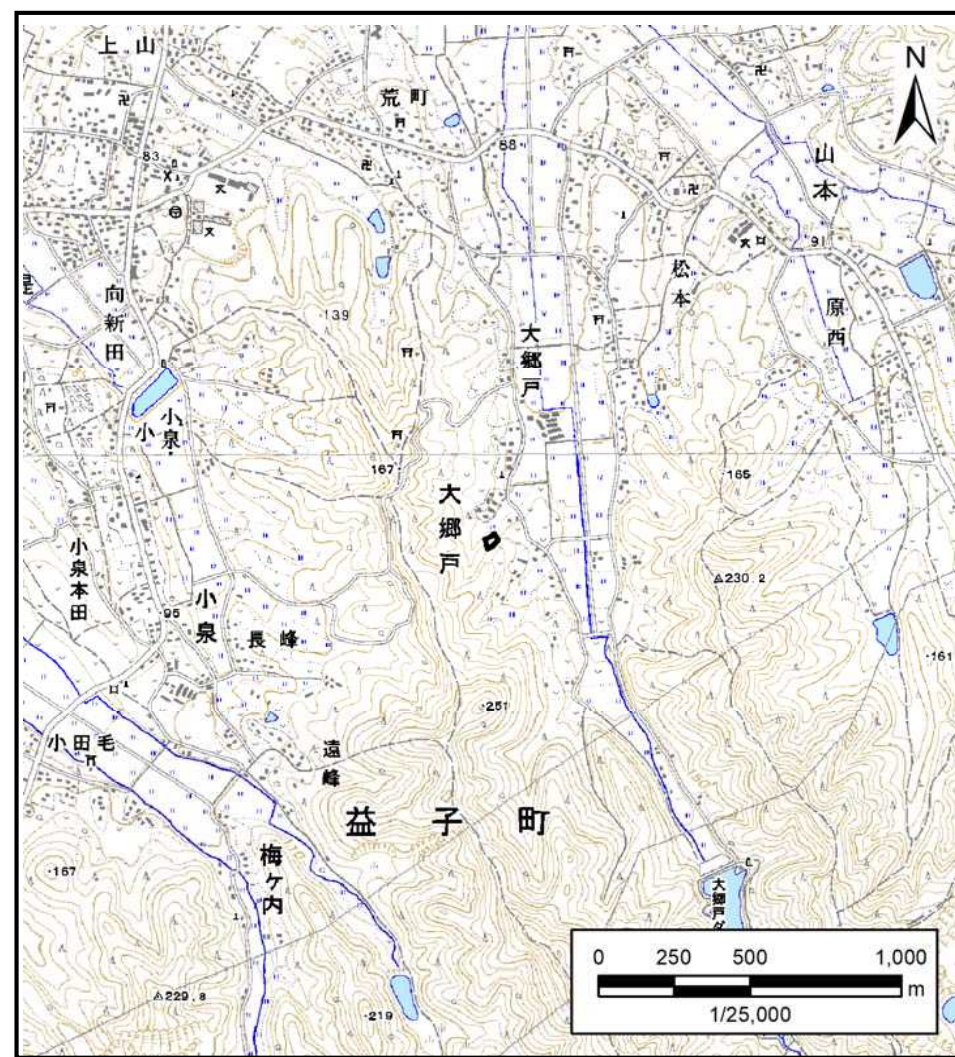 上山
荒町
N
83
88
山本
91
向新田
139
松本
原西
大郷戸
小泉
小
167
165
大郷戸
小泉本田
230.2
小泉
95
長峰
161
251
小田毛
遠峰
益子町
167
梅ヶ内
大郷戸ダ
229.8
219
0 250 500 1,000
m
1/25,000